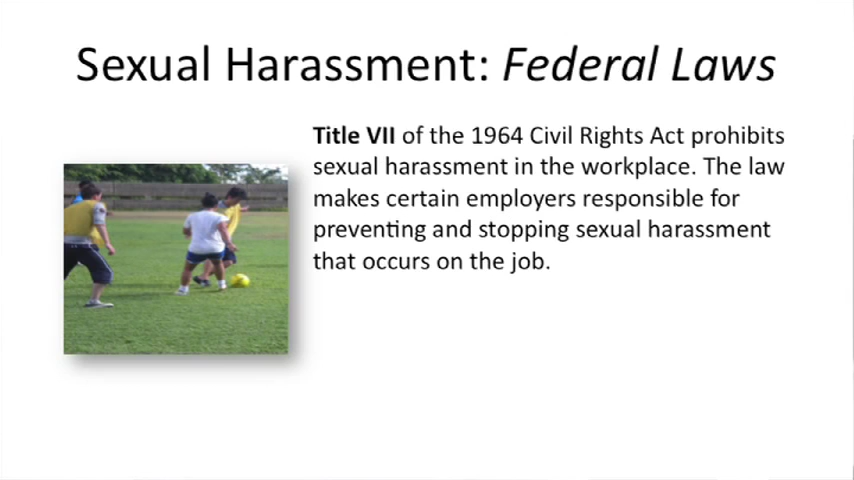 Sexual Harassment: Federal Laws
Title VII of the 1964 Civil Rights Act prohibits
sexual harassment in the workplace. The law
makes certain employers responsible for
preventing and stopping sexual harassment
that occurs on the job.